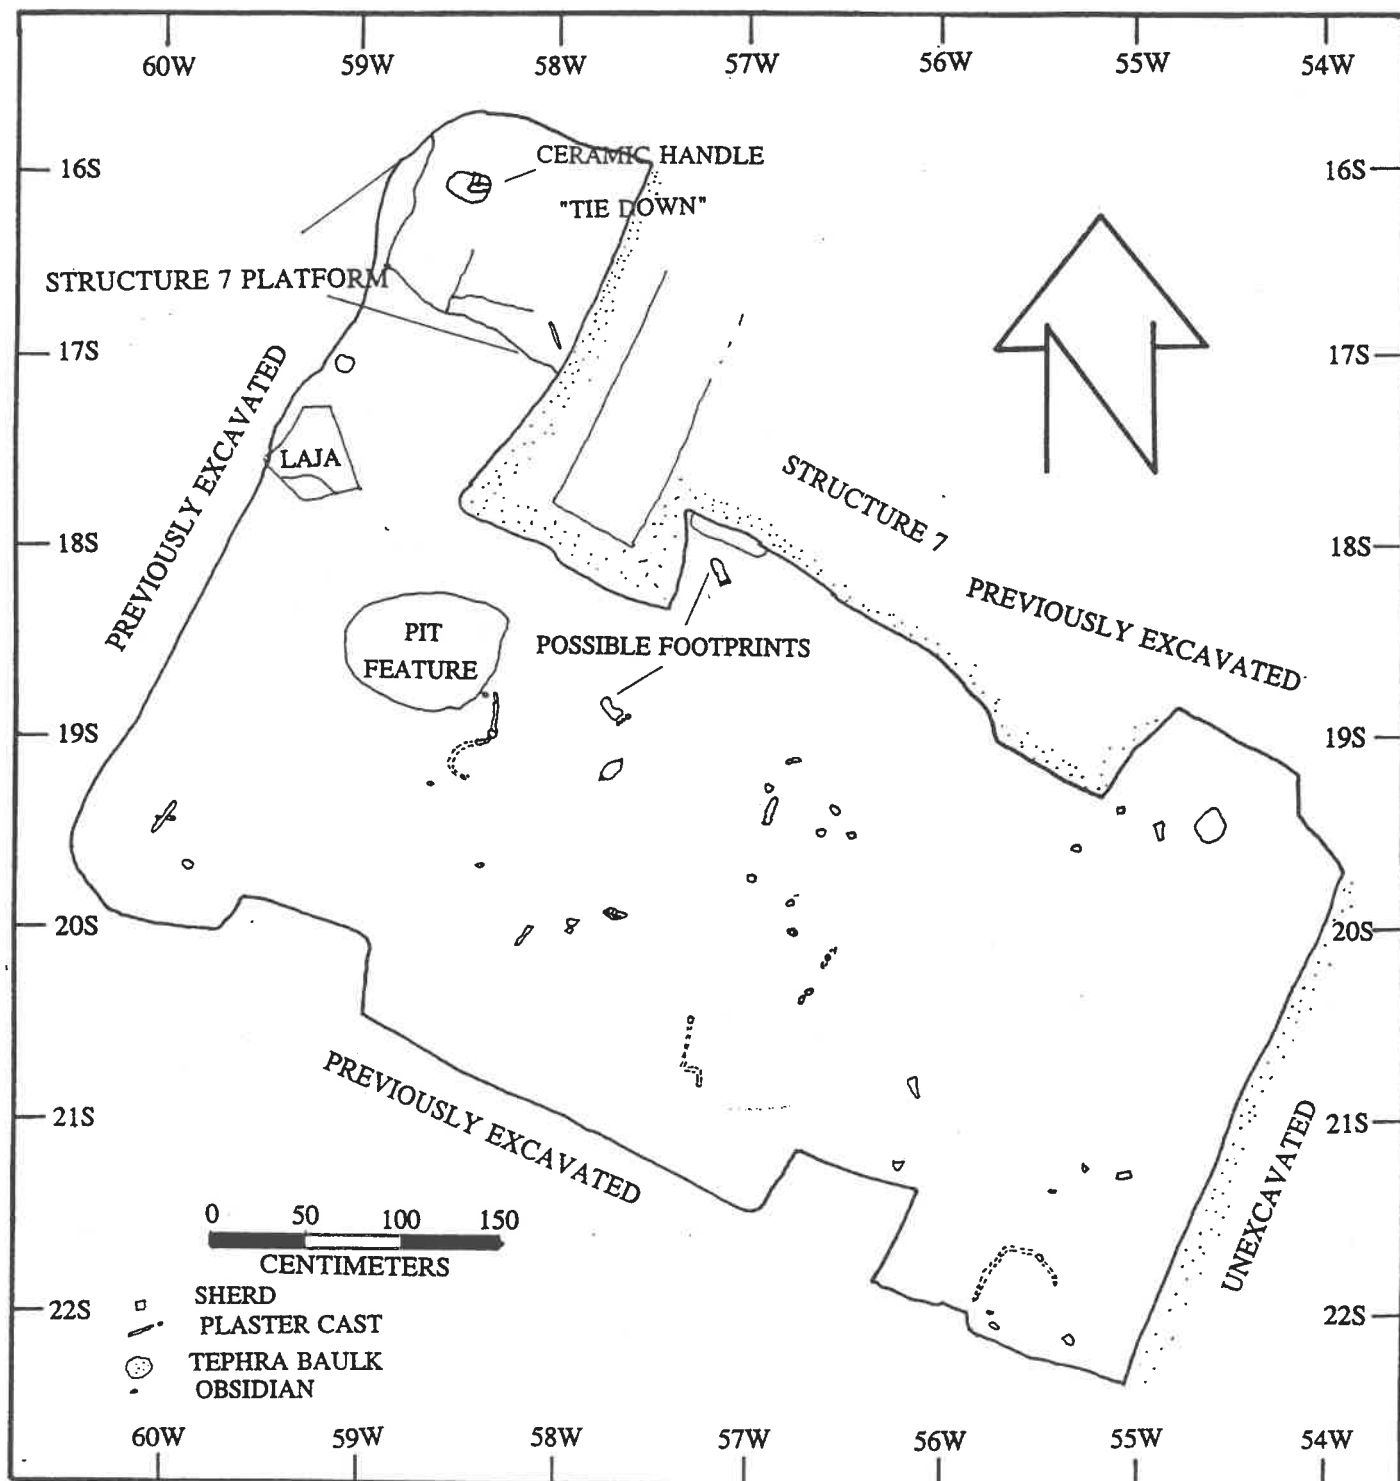 60W 59W 58W 57W 56W 55W 54W
16S
CERAMIC HANDLE
"TIE DOWN"
16S
STRUCTURE 7 PLATFORM
17S
17S
PREVIOUSLY EXCAVATED
LAJA
STRUCTURE 7
18S
18S
PREVIOUSLY EXCAVATED
PIT
FEATURE
POSSIBLE FOOTPRINTS
19S
19S
20S
20S
PREVIOUSLY EXCAVATED
21S
21S
UNEXCAVATED
0 50 100 150
CENTIMETERS
SHERD
PLASTER CAST
TEPHRA BAULK
OBSIDIAN
22S
22S
60W 59W 58W 57W 56W 55W 54W
N